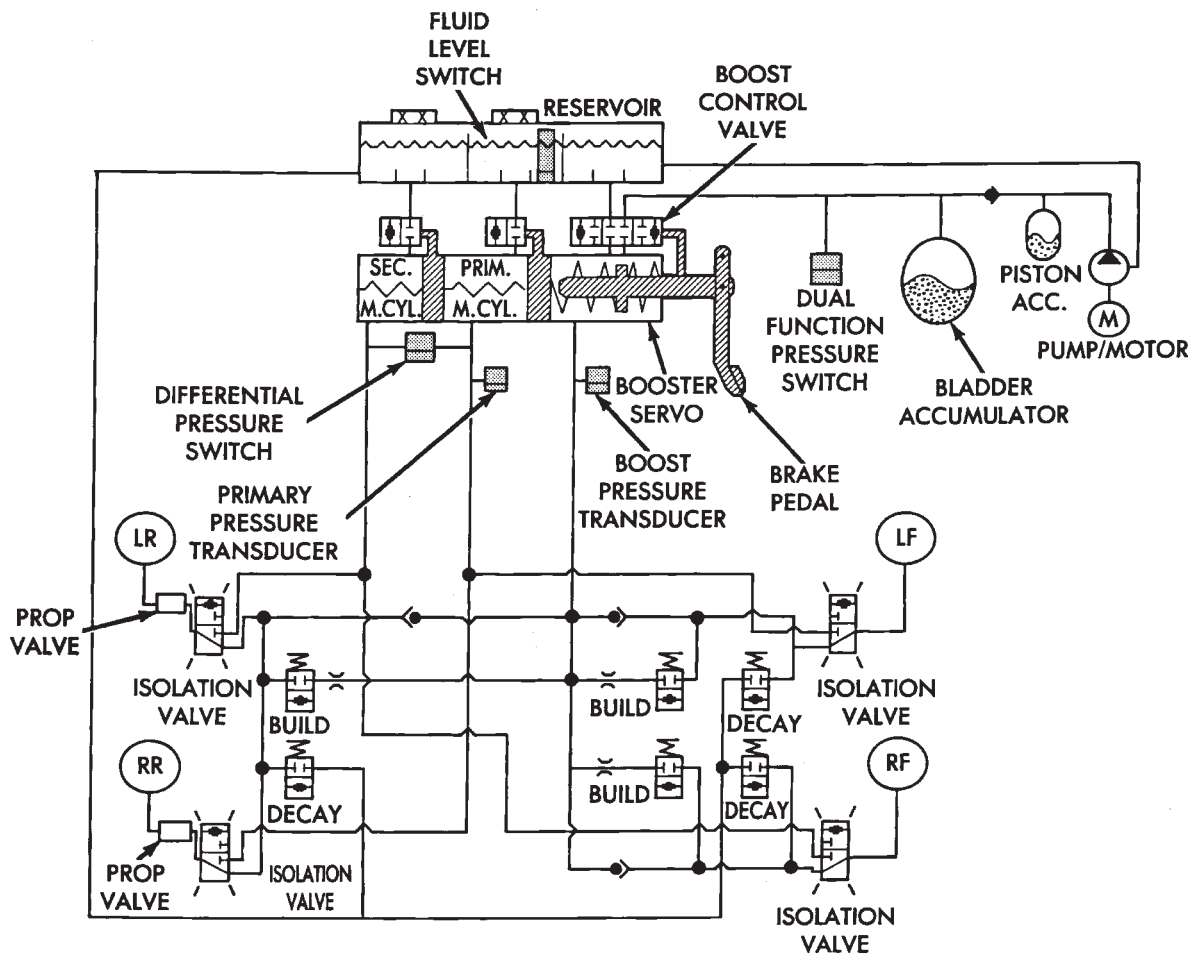 FLUID
LEVEL
SWITCH
RESERVOIR
BOOST
CONTROL
VALVE
SEC.
M.CYL.
PRIM.
M.CYL.
DIFFERENTIAL
PRESSURE
SWITCH
PRIMARY
PRESSURE
TRANSDUCER
BOOSTER
SERVO
BOOST
PRESSURE
TRANSDUCER
BRAKE
PEDAL
DUAL
FUNCTION
PRESSURE
SWITCH
BLADDER
ACCUMULATOR
PISTON
ACC.
M
PUMP/MOTOR
LR
PROP
VALVE
ISOLATION
VALVE
BUILD
BUILD
DECAY
LF
ISOLATION
VALVE
RR
PROP
VALVE
DECAY
ISOLATION
VALVE
BUILD
DECAY
RF
ISOLATION
VALVE